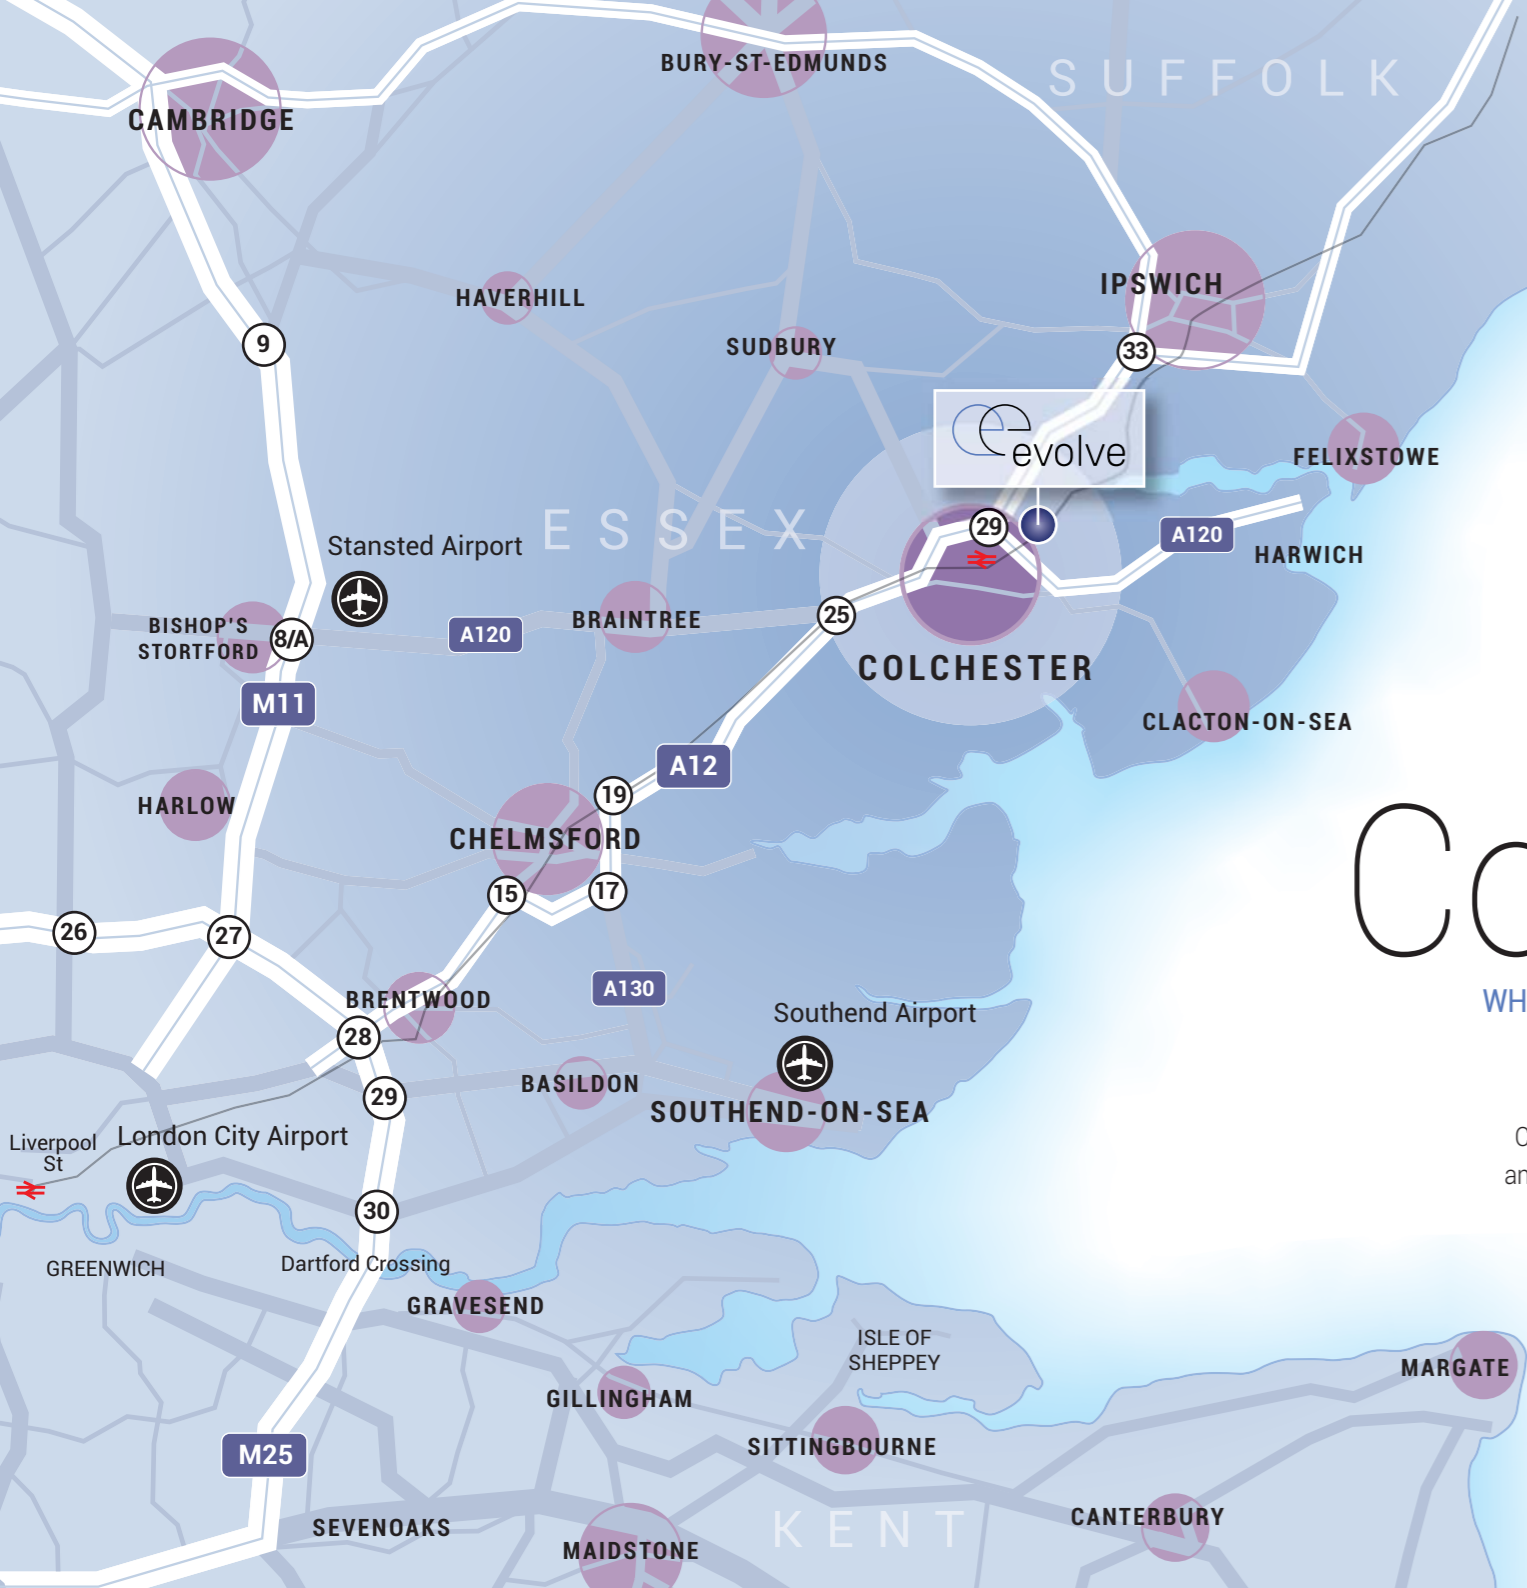 BURY-ST-EDMUNDS
SUFFOLK
CAMBRIDGE
IPSWICH
HAVERHILL
9
SUDBURY
33
evolve
FELIXSTOWE
ESSEX
29
A120
Stansted Airport
HARWICH
BISHOP'S
STORTFORD
8/A
A120
BRAINTREE
25
COLCHESTER
M11
CLACTON-ON-SEA
A12
HARLOW
19
CHELMSFORD
Co
15
17
26
27
A130
BRENTWOOD
WH
Southend Airport
28
BASILDON
29
SOUTHEND-ON-SEA
Liverpool
St
London City Airport
an
30
GREENWICH
Dartford Crossing
GRAVESEND
ISLE OF
SHEPPEY
MARGATE
GILLINGHAM
SITTINGBOURNE
M25
CANTERBURY
SEVENOAKS
KENT
MAIDSTONE